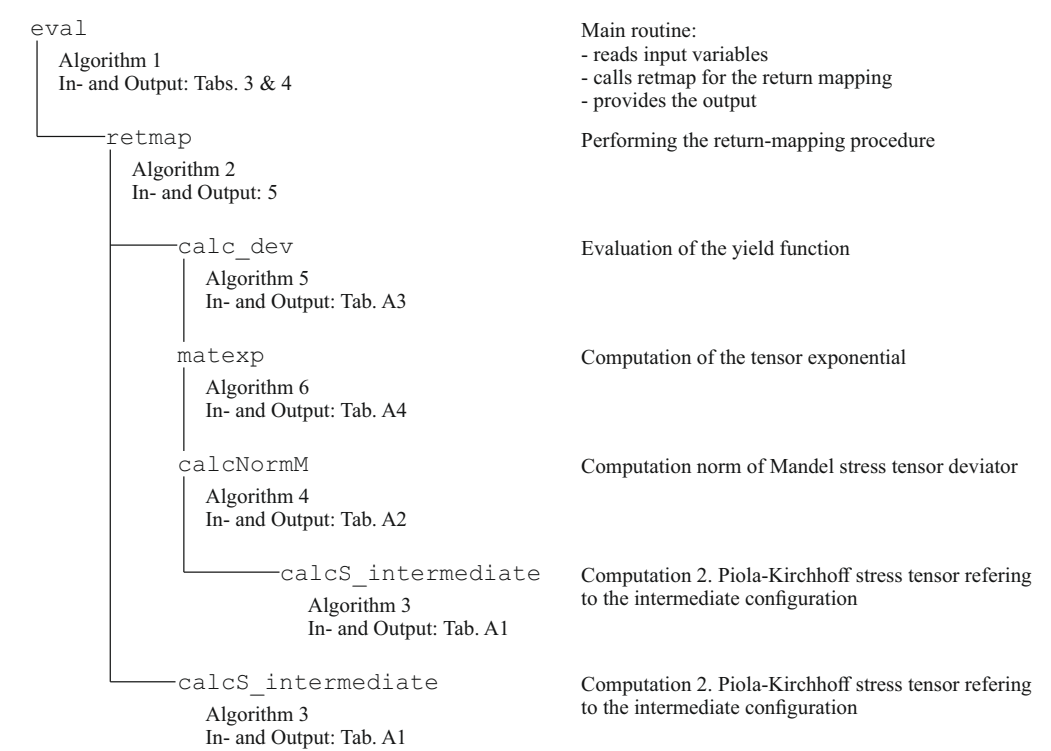 eval
Main routine:
Algorithm 1
- reads input variables
In- and Output: Tabs. 3 & 4
- calls retmap for the return mapping
- provides the output
retmap
Performing the return-mapping procedure
Algorithm 2
In- and Output: 5
calc_dev
Evaluation of the yield function
Algorithm 5
In- and Output: Tab. A3
matexp
Computation of the tensor exponential
Algorithm 6
In- and Output: Tab. A4
calcNormM
Computation norm of Mandel stress tensor deviator
Algorithm 4
In- and Output: Tab. A2
calcS_intermediate
Computation 2. Piola-Kirchhoff stress tensor refering
to the intermediate configuration
Algorithm 3
In- and Output: Tab. A1
calcS_intermediate
Computation 2. Piola-Kirchhoff stress tensor refering
to the intermediate configuration
Algorithm 3
In- and Output: Tab. A1